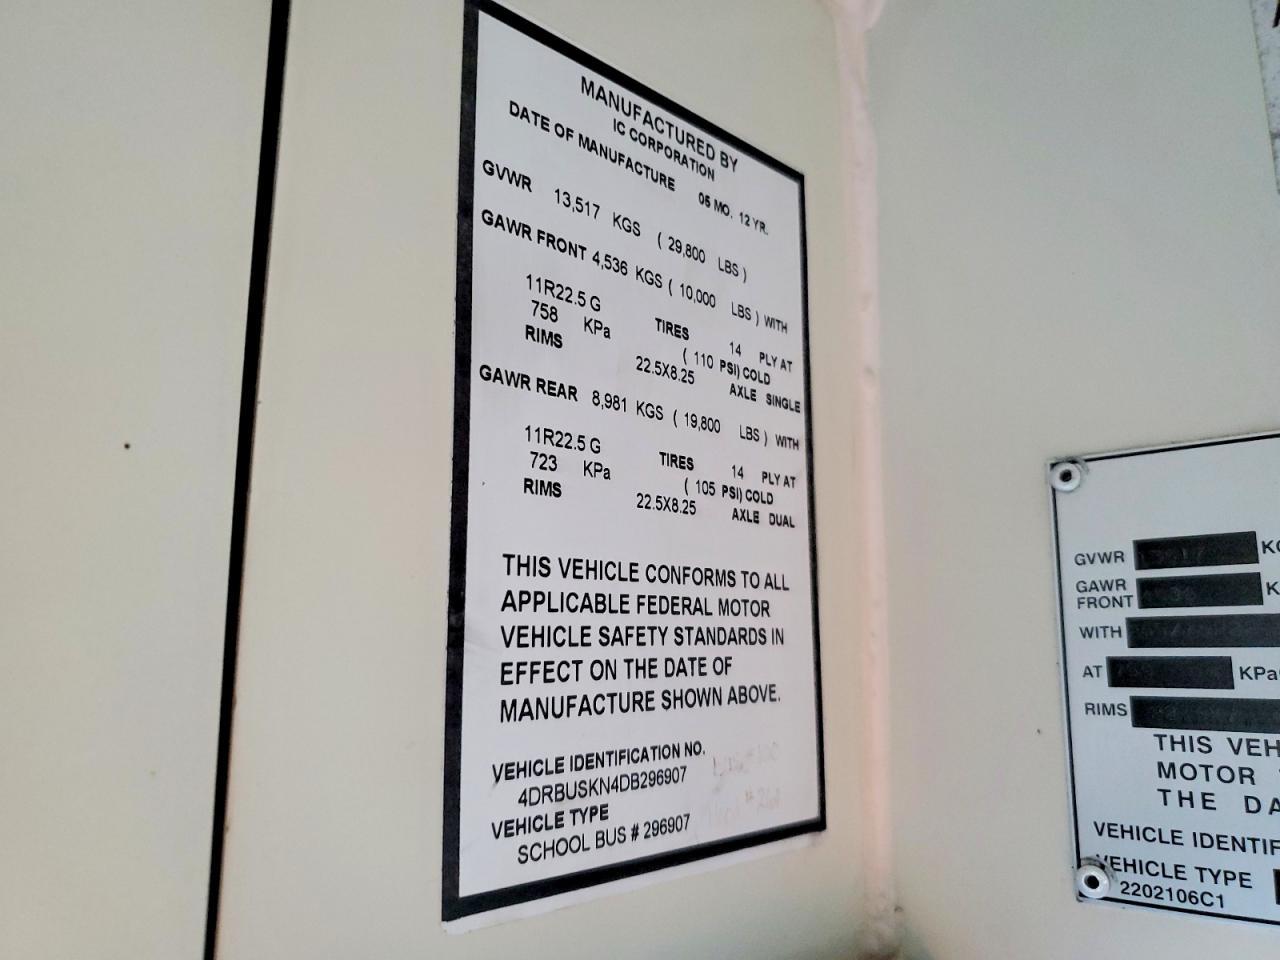 MANUFACTURED BY
IC CORPORATION
DATE OF MANUFACTURE 05 MO. 12 YR.
GVWR 13,517 KGS ( 29,800 LBS )
GAWR FRONT 4,536 KGS ( 10,000 LBS ) WITH
11R22.5 G TIRES 14 PLY AT
758 KPa ( 110 PSI) COLD
RIMS 22.5X8.25 AXLE SINGLE
GAWR REAR 8,981 KGS ( 19,800 LBS ) WITH
11R22.5 G TIRES 14 PLY AT
723 KPa ( 105 PSI) COLD
RIMS 22.5X8.25 AXLE DUAL
THIS VEHICLE CONFORMS TO ALL
APPLICABLE FEDERAL MOTOR
VEHICLE SAFETY STANDARDS IN
EFFECT ON THE DATE OF
MANUFACTURE SHOWN ABOVE.
VEHICLE IDENTIFICATION NO.
4DRBUSKN4DB296907
VEHICLE TYPE
SCHOOL BUS # 296907
GVWR KG
GAWR
FRONT K
WITH
AT KPa
RIMS
THIS VEH
MOTOR
THE DA
VEHICLE IDENTIF
VEHICLE TYPE
2202106C1